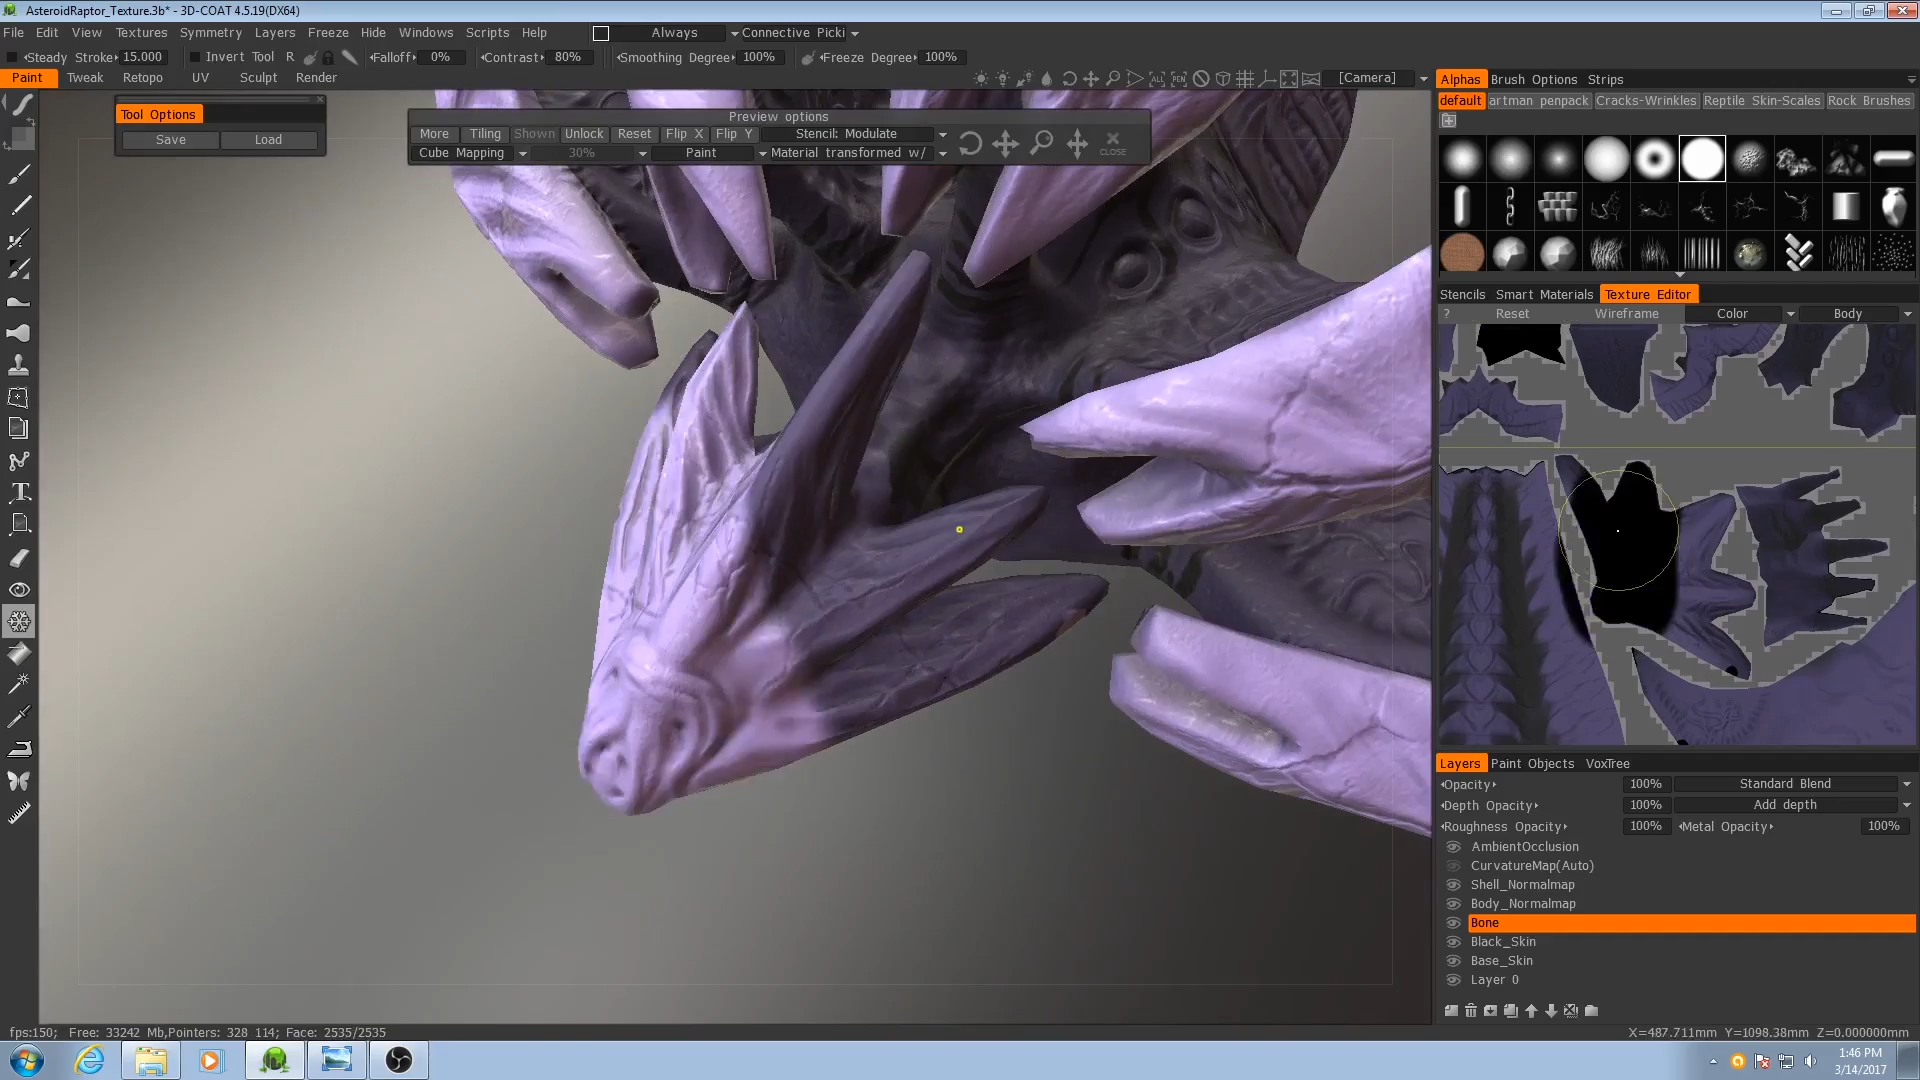 AsteroidRaptor_Texture.3b* - 3D-COAT 4.5.19(DX64)
File Edit View Textures Symmetry Layers Freeze Hide Windows Scripts Help Always Connective Picki
Steady Stroke 15.000 Invert Tool R Falloff 0% Contrast 80% Smoothing Degree 100% Freeze Degree 100%
Paint Tweak Retopo UV Sculpt Render [Camera]
Tool Options
Save Load
Preview options
More Tiling Shown Unlock Reset Flip X Flip Y Stencil: Modulate
Cube Mapping 30% Paint Material transformed w/ CLOSE
Alphas Brush Options Strips
default artman penpack Cracks-Wrinkles Reptile Skin-Scales Rock Brushes
Stencils Smart Materials Texture Editor
? Reset Wireframe Color Body
Layers Paint Objects VoxTree
Opacity 100% Standard Blend
Depth Opacity 100% Add depth
Roughness Opacity 100% Metal Opacity 100%
AmbientOcclusion
CurvatureMap(Auto)
Shell_Normalmap
Body_Normalmap
Bone
Black_Skin
Base_Skin
Layer 0
fps:150; Free: 33242 Mb,Pointers: 328 114; Face: 2535/2535
X=487.711mm Y=1098.38mm Z=0.000000mm
1:46 PM
3/14/2017